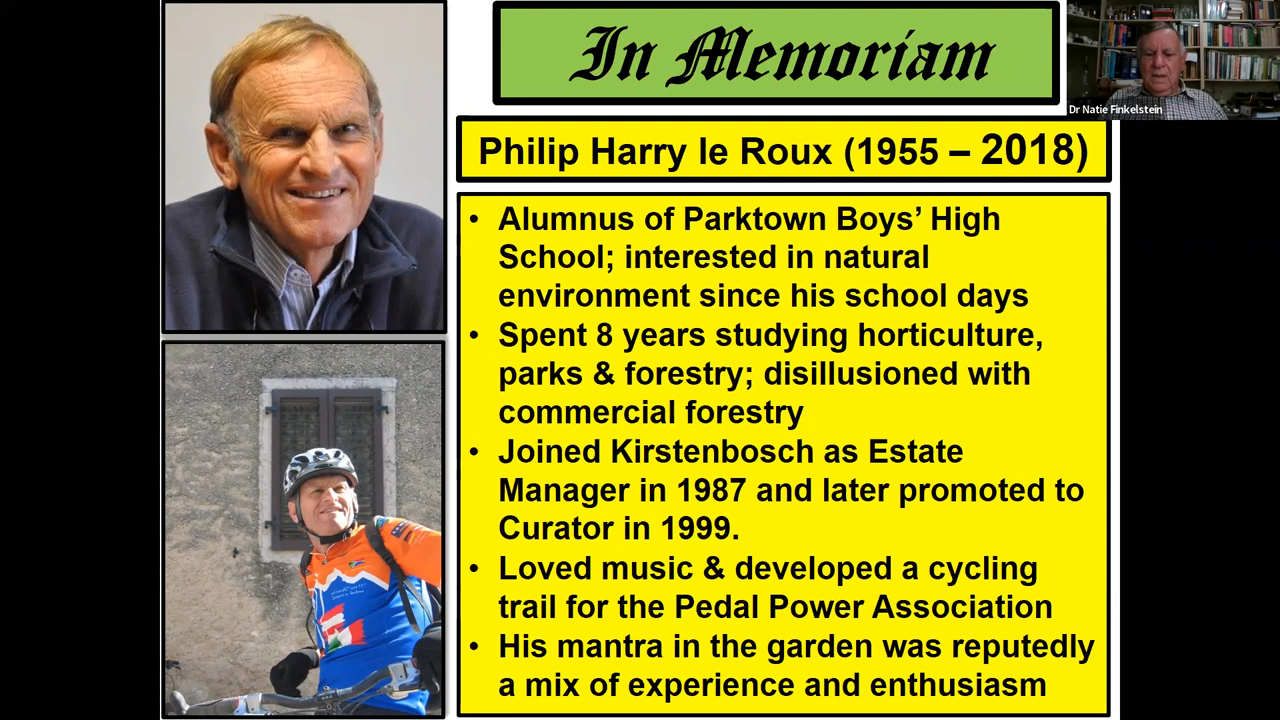 In Memoriam
Dr Natie Finkelstein
Philip Harry le Roux (1955 – 2018)
• Alumnus of Parktown Boys’ High
School; interested in natural
environment since his school days
• Spent 8 years studying horticulture,
parks & forestry; disillusioned with
commercial forestry
• Joined Kirstenbosch as Estate
Manager in 1987 and later promoted to
Curator in 1999.
• Loved music & developed a cycling
trail for the Pedal Power Association
• His mantra in the garden was reputedly
a mix of experience and enthusiasm